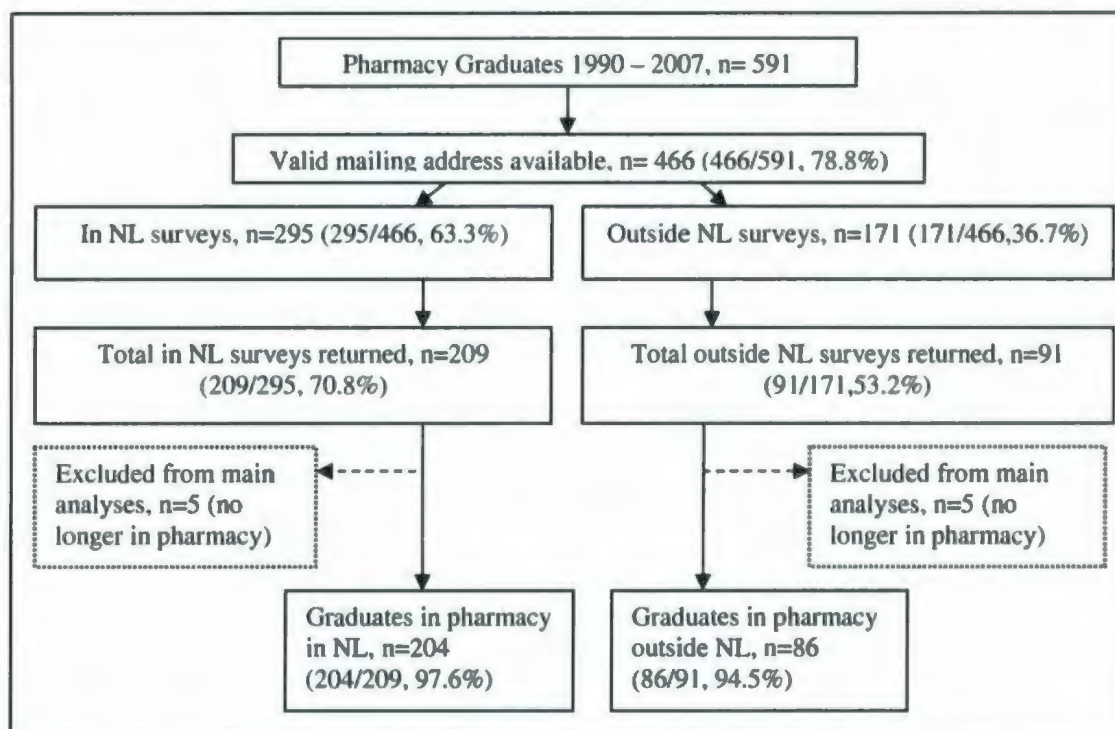 Pharmacy Graduates 1990 – 2007, n= 591
Valid mailing address available, n= 466 (466/591, 78.8%)
In NL surveys, n=295 (295/466, 63.3%)
Outside NL surveys, n=171 (171/466,36.7%)
Total in NL surveys returned, n=209
(209/295, 70.8%)
Total outside NL surveys returned, n=91
(91/171,53.2%)
Excluded from main
analyses, n=5 (no
longer in pharmacy)
Excluded from main
analyses, n=5 (no
longer in pharmacy)
Graduates in pharmacy
in NL, n=204
(204/209, 97.6%)
Graduates in pharmacy
outside NL, n=86
(86/91, 94.5%)